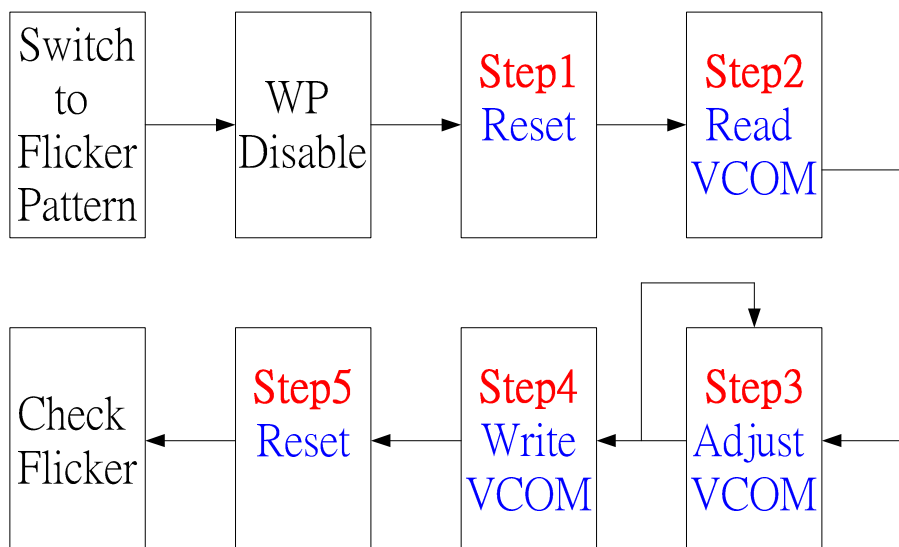 Switch
to
Flicker
Pattern
WP
Disable
Step1
Reset
Step2
Read
VCOM
Step3
Adjust
VCOM
Step4
Write
VCOM
Step5
Reset
Check
Flicker